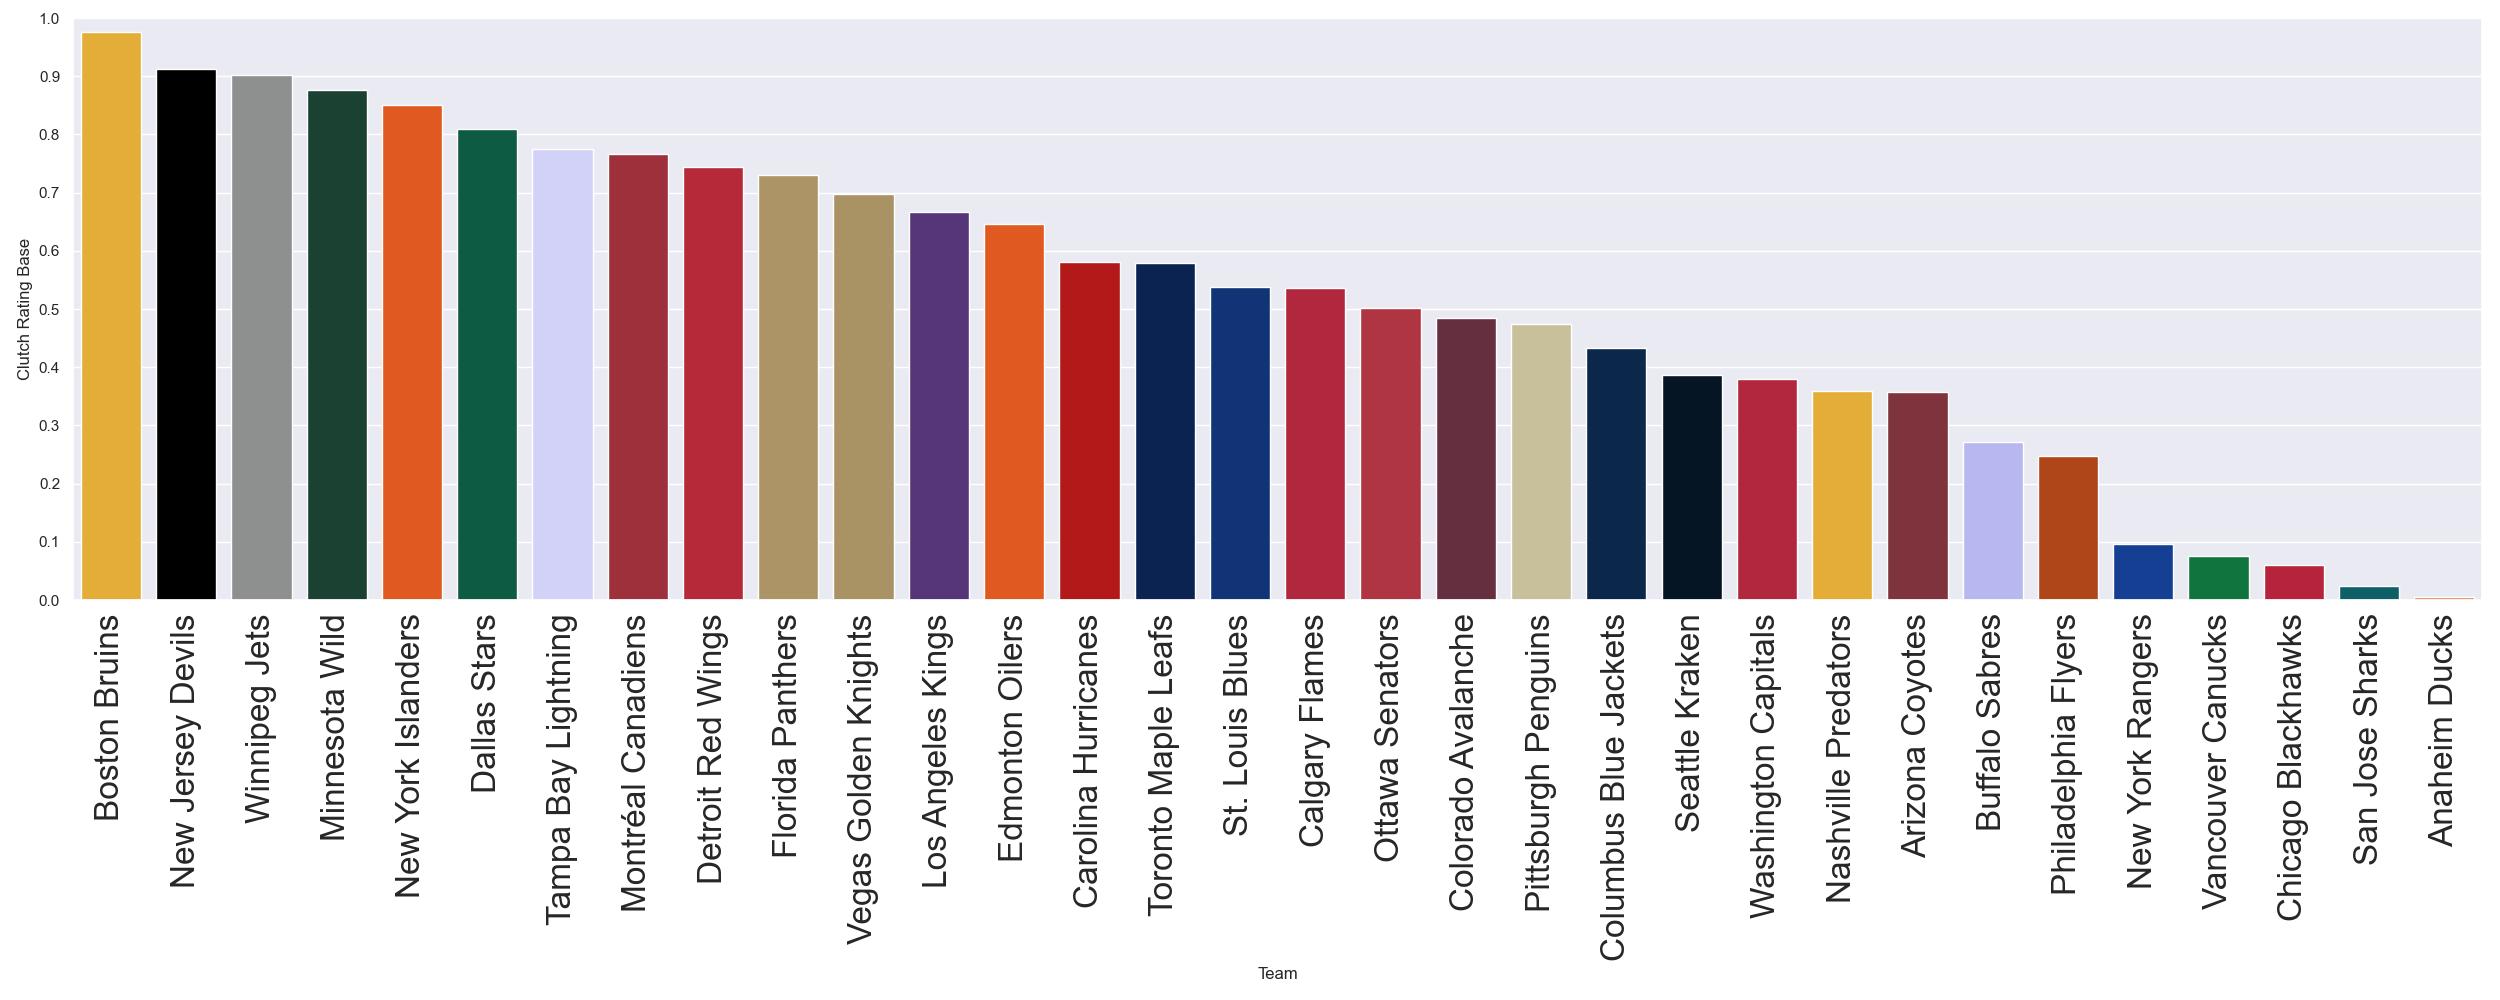 1.0
0.9
0.8
0.7
0.6
0.5
0.4
0.3
0.2
0.1
0.0
Clutch Rating Base
Boston Bruins
New Jersey Devils
Winnipeg Jets
Minnesota Wild
New York Islanders
Dallas Stars
Tampa Bay Lightning
Montréal Canadiens
Detroit Red Wings
Florida Panthers
Vegas Golden Knights
Los Angeles Kings
Edmonton Oilers
Carolina Hurricanes
Toronto Maple Leafs
St. Louis Blues
Calgary Flames
Ottawa Senators
Colorado Avalanche
Pittsburgh Penguins
Columbus Blue Jackets
Seattle Kraken
Washington Capitals
Nashville Predators
Arizona Coyotes
Buffalo Sabres
Philadelphia Flyers
New York Rangers
Vancouver Canucks
Chicago Blackhawks
San Jose Sharks
Anaheim Ducks
Team